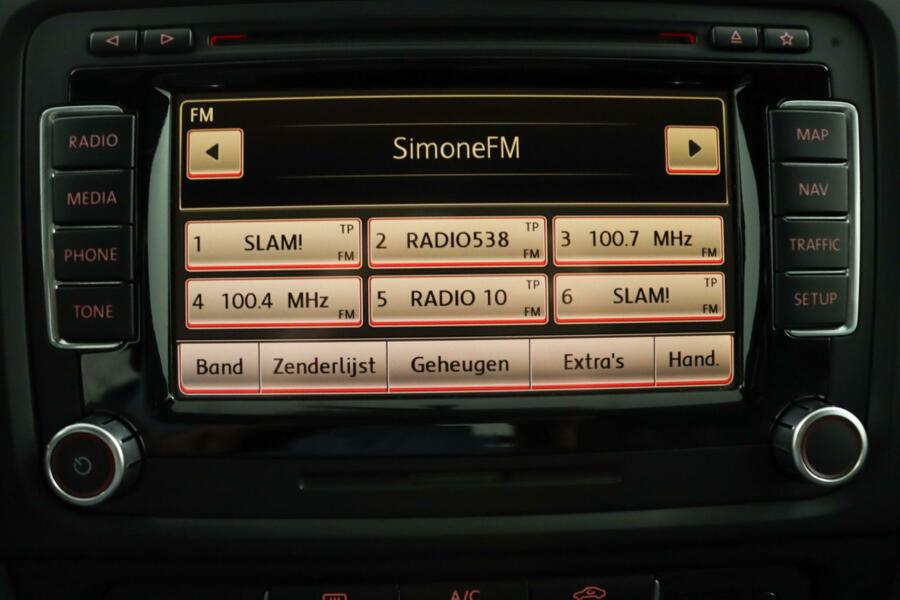 RADIO
MEDIA
PHONE
TONE
FM
SimoneFM
1 SLAM! TP FM
2 RADIO538 TP FM
3 100.7 MHz FM
4 100.4 MHz FM
5 RADIO 10 TP FM
6 SLAM! TP FM
Band Zenderlijst Geheugen Extra's Hand.
MAP
NAV
TRAFFIC
SETUP
A/C